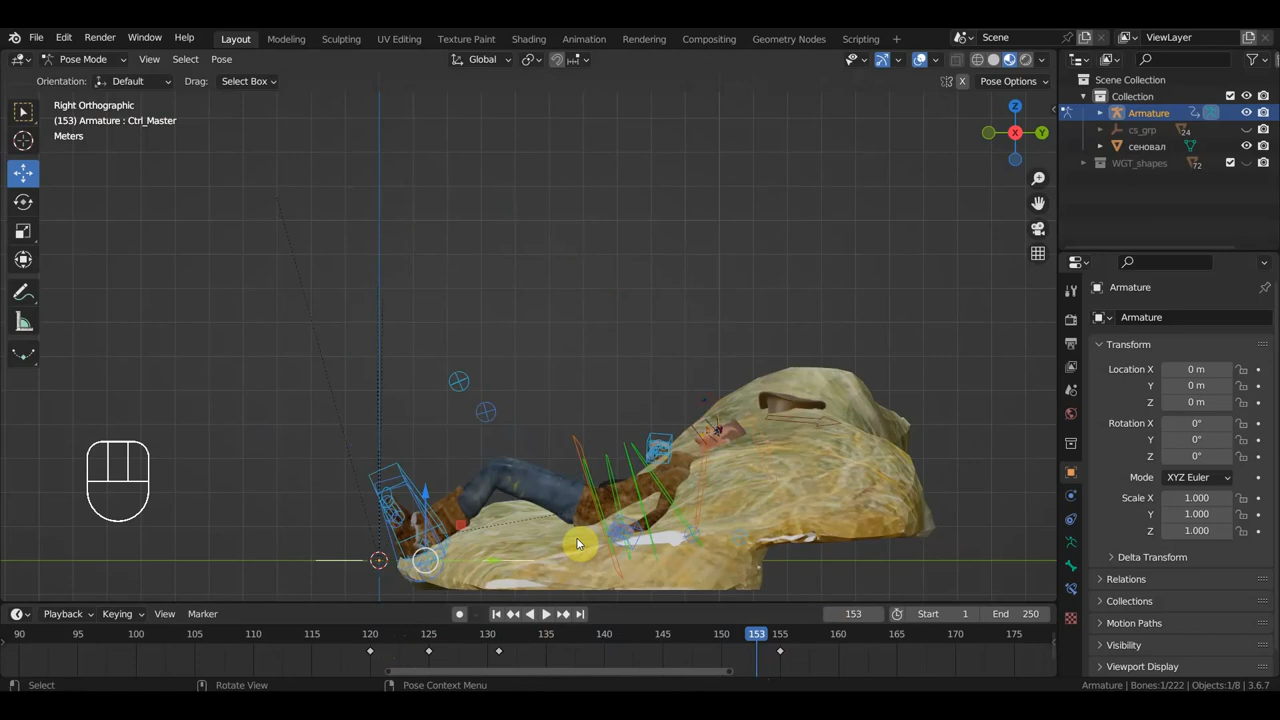 File Edit Render Window Help Layout Modeling Sculpting UV Editing Texture Paint Shading Animation Rendering Compositing Geometry Nodes Scripting + Scene ViewLayer
Pose Mode View Select Pose Global
Orientation: Default Drag: Select Box X Pose Options
Right Orthographic
(153) Armature : Ctrl_Master
Meters
Z
X
Y
Scene Collection
Collection
Armature
cs_grp 24
сеновал
WGT_shapes 72
Armature
Armature
Transform
Location X 0 m
Y 0 m
Z 0 m
Rotation X 0°
Y 0°
Z 0°
Mode XYZ Euler
Scale X 1.000
Y 1.000
Z 1.000
Delta Transform
Relations
Collections
Motion Paths
Visibility
Viewport Display
Playback Keying View Marker 153 Start 1 End 250
90 95 100 105 110 115 120 125 130 135 140 145 150 153 155 160 165 170 175
Select Rotate View Pose Context Menu Armature | Bones:1/222 | Objects:1/8 | 3.6.7